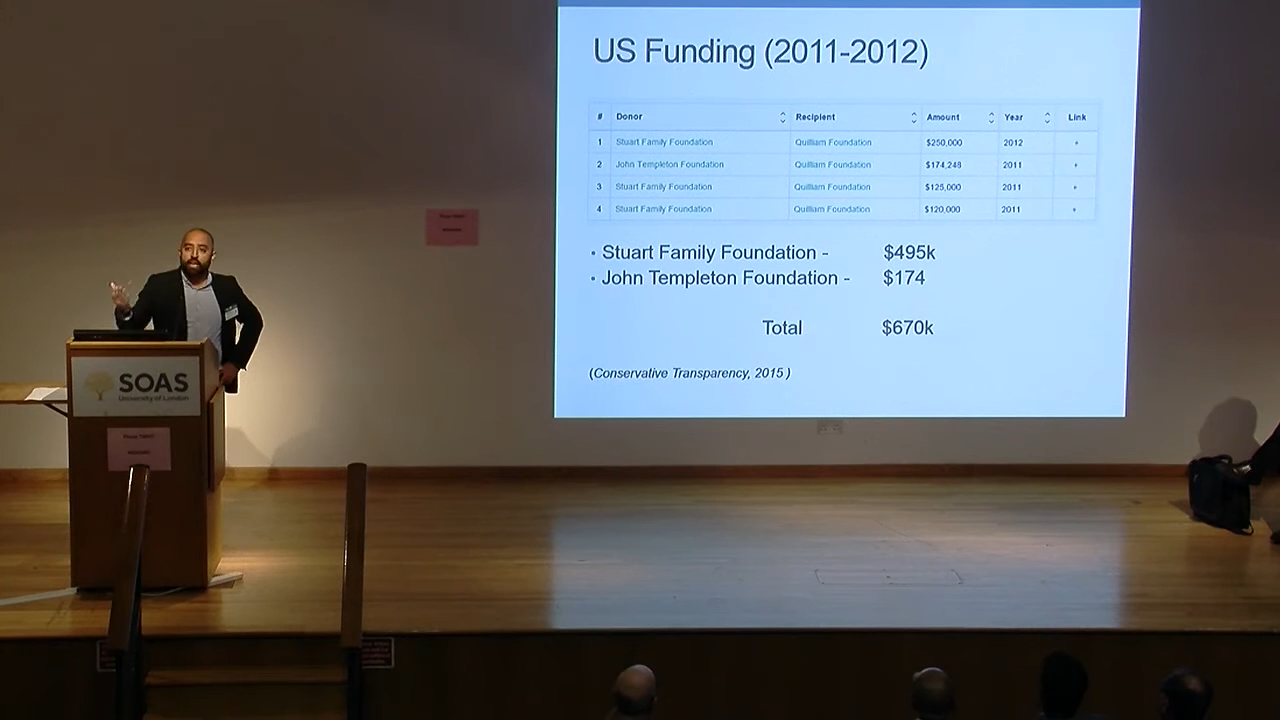 US Funding (2011-2012)
# Donor Recipient Amount Year Link
1 Stuart Family Foundation Quilliam Foundation $250,000 2012 +
2 John Templeton Foundation Quilliam Foundation $174,248 2011 +
3 Stuart Family Foundation Quilliam Foundation $125,000 2011 +
4 Stuart Family Foundation Quilliam Foundation $120,000 2011 +
• Stuart Family Foundation - $495k
• John Templeton Foundation - $174
Total $670k
(Conservative Transparency, 2015 )
SOAS
University of London